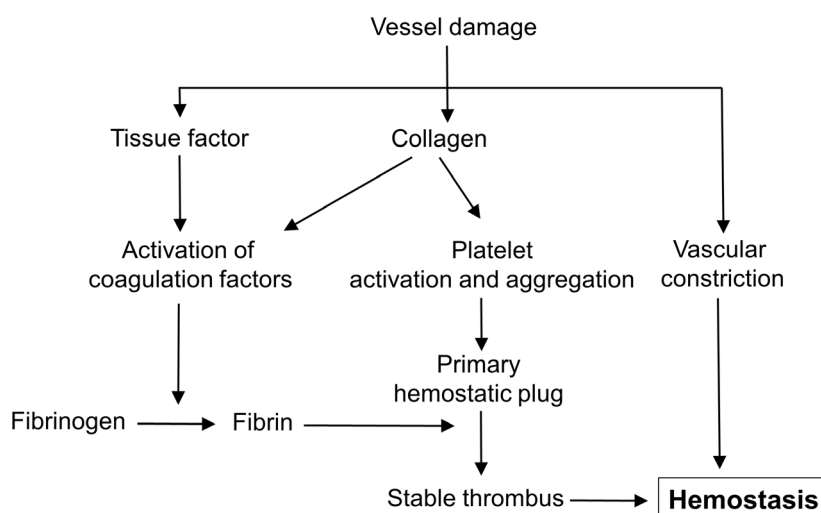 Vessel damage
Tissue factor
Collagen
Activation of
coagulation factors
Platelet
activation and aggregation
Vascular
constriction
Primary
hemostatic plug
Fibrinogen
Fibrin
Stable thrombus
Hemostasis